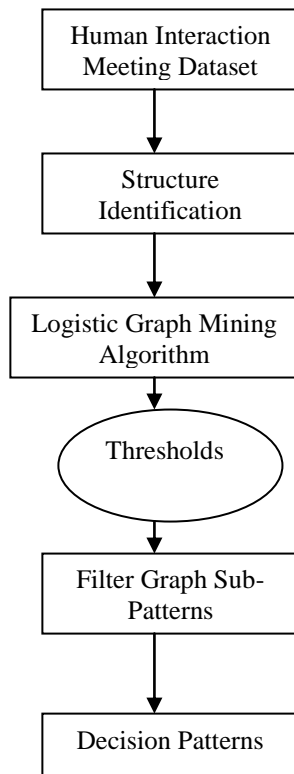 Human Interaction
Meeting Dataset
Structure
Identification
Logistic Graph Mining
Algorithm
Thresholds
Filter Graph Sub-
Patterns
Decision Patterns